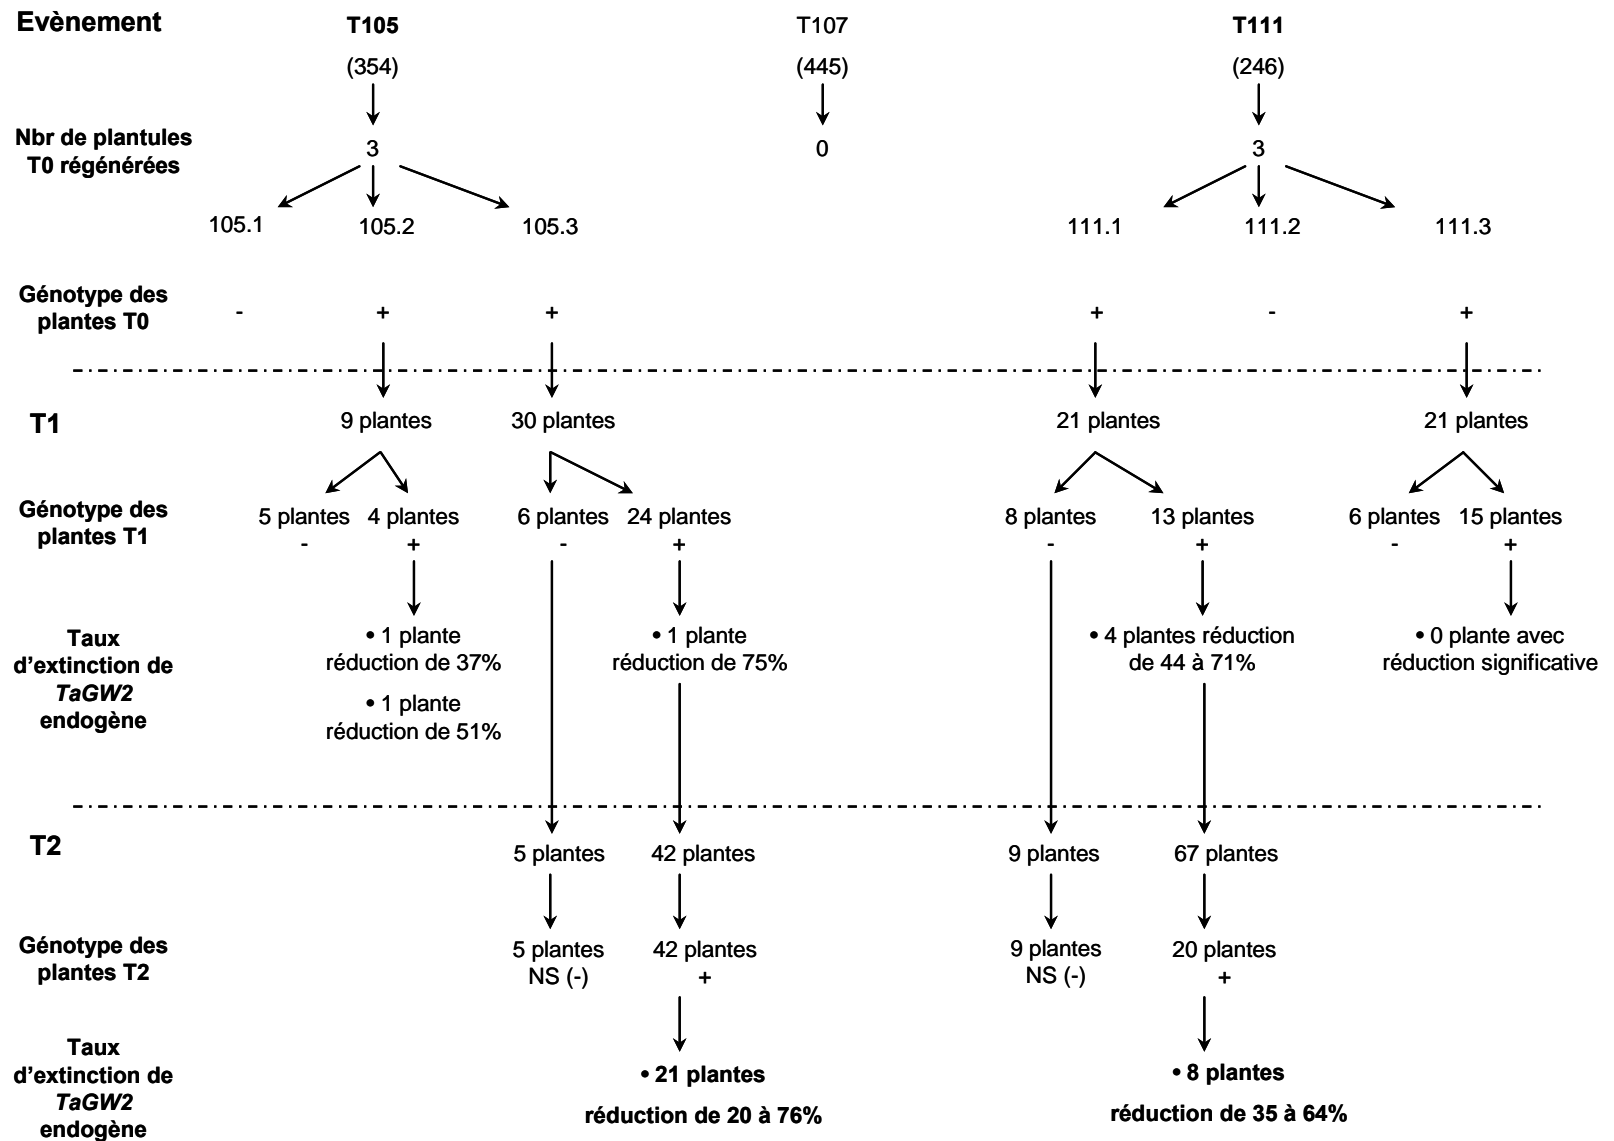 Evènement T105 T107 T111
(354) (445) (246)
Nbr de plantules
T0 régénérées
3 0 3
105.1 105.2 105.3 111.1 111.2 111.3
Génotype des
plantes T0
- + + + - +
T1
9 plantes 30 plantes 21 plantes 21 plantes
Génotype des
plantes T1
5 plantes 4 plantes 6 plantes 24 plantes 8 plantes 13 plantes 6 plantes 15 plantes
- + - + - + - +
Taux
d'extinction de
TaGW2
endogène
• 1 plante
réduction de 37%
• 1 plante
réduction de 51%
• 1 plante
réduction de 75%
• 4 plantes réduction
de 44 à 71%
• 0 plante avec
réduction significative
T2
5 plantes 42 plantes 9 plantes 67 plantes
Génotype des
plantes T2
5 plantes 42 plantes 9 plantes 20 plantes
NS (-) + NS (-) +
Taux
d'extinction de
TaGW2
endogène
• 21 plantes
réduction de 20 à 76%
• 8 plantes
réduction de 35 à 64%